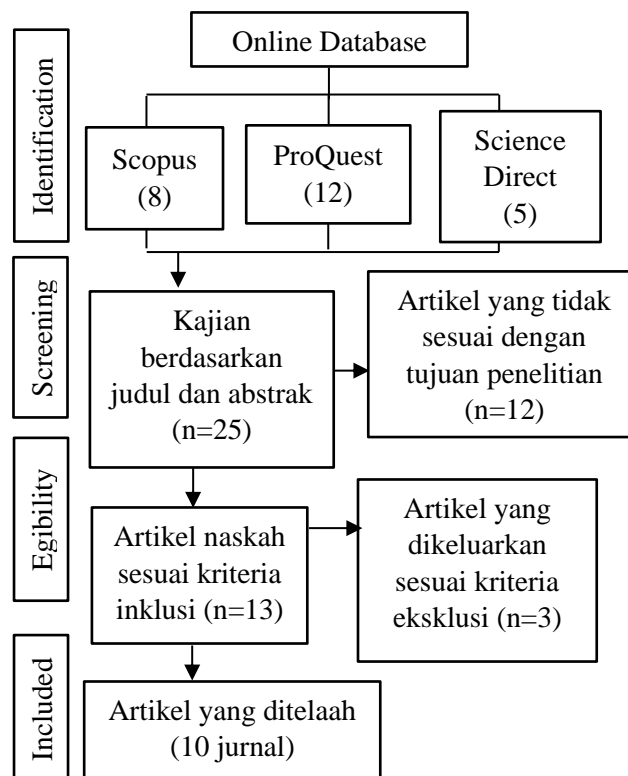 Identification
Online Database
Scopus
(8)
ProQuest
(12)
Science
Direct
(5)
Screening
Kajian
berdasarkan
judul dan abstrak
(n=25)
Artikel yang tidak
sesuai dengan
tujuan penelitian
(n=12)
Egibility
Artikel naskah
sesuai kriteria
inklusi (n=13)
Artikel yang
dikeluarkan
sesuai kriteria
eksklusi (n=3)
Included
Artikel yang ditelaah
(10 jurnal)